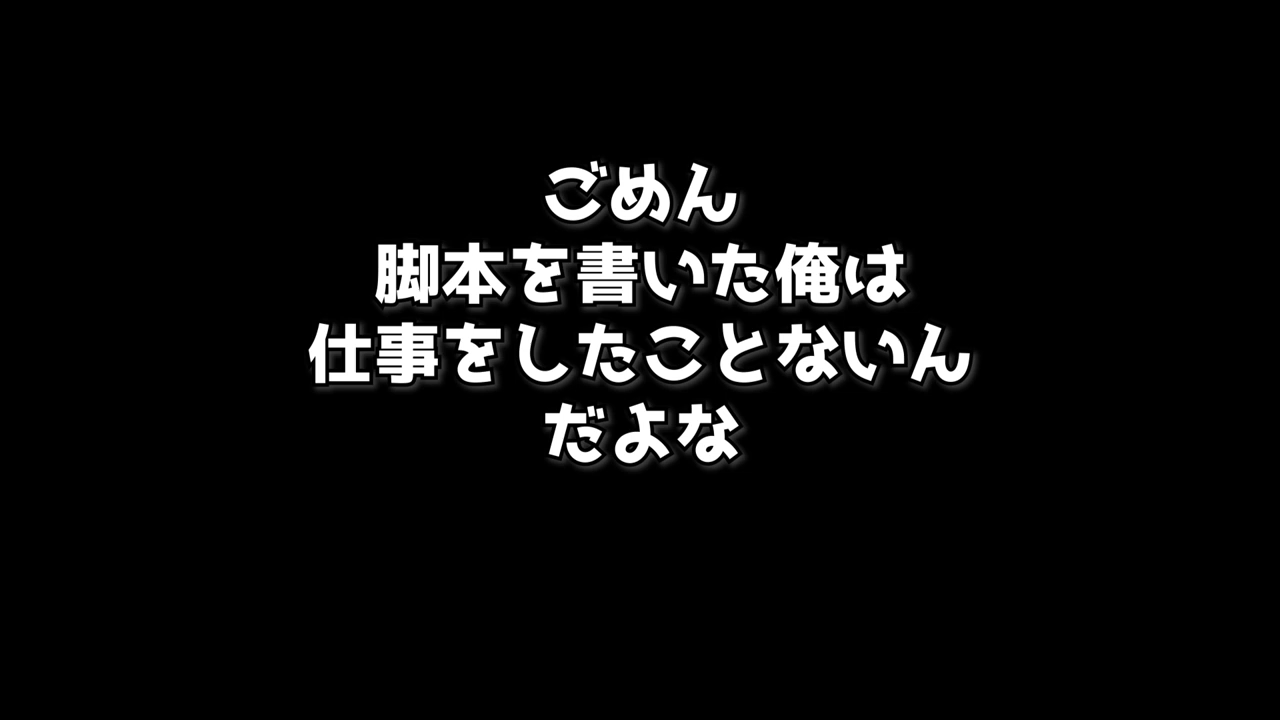 ごめん
脚本を書いた俺は
仕事をしたことないん
だよな